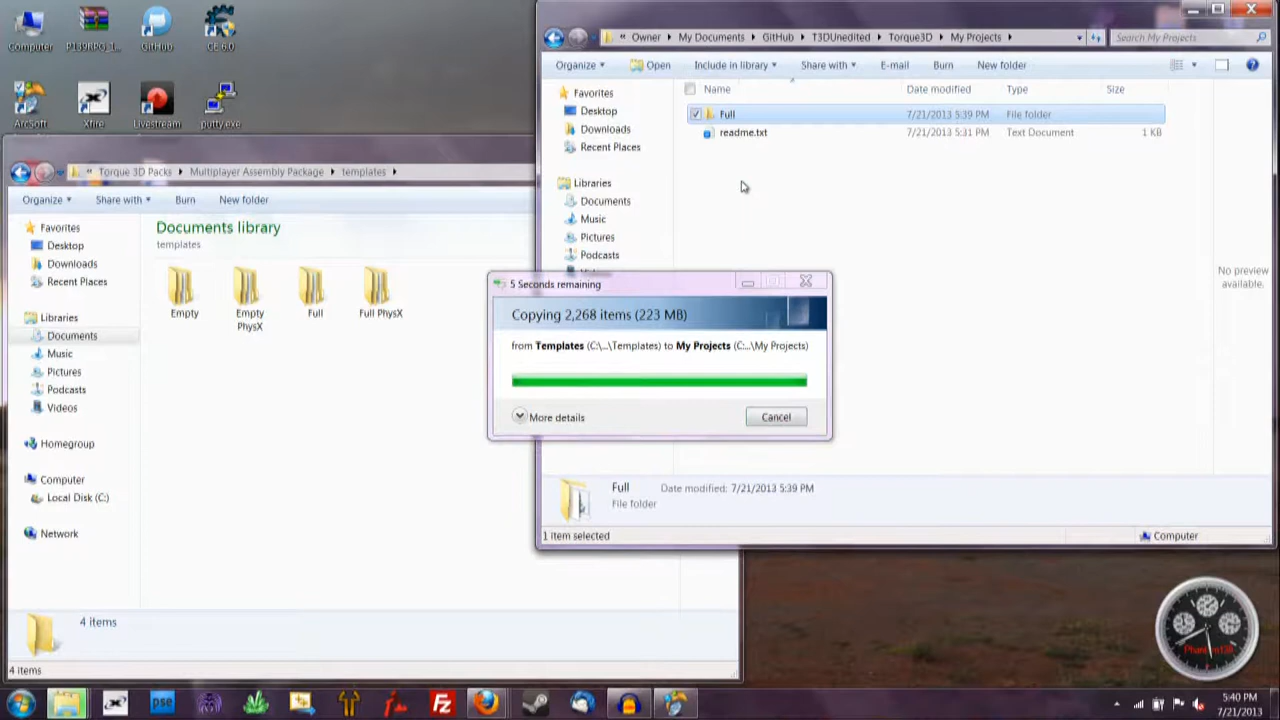 Computer
GitHub
CE 6.0
ArcSoft
Xfire
Livestream
putty.exe
« Owner ▸ My Documents ▸ GitHub ▸ T3DUnedited ▸ Torque3D ▸ My Projects ▸
Search My Projects
Organize
Open
Include in library
Share with
E-mail
Burn
New folder
Name
Date modified
Type
Size
Favorites
Desktop
Downloads
Recent Places
Libraries
Documents
Music
Pictures
Podcasts
Full 7/21/2013 5:39 PM File folder
readme.txt 7/21/2013 5:31 PM Text Document 1 KB
No preview
available.
Full Date modified: 7/21/2013 5:39 PM
File folder
1 item selected
Computer
« Torque 3D Packs ▸ Multiplayer Assembly Package ▸ templates ▸
Organize
Share with
Burn
New folder
Favorites
Desktop
Downloads
Recent Places
Libraries
Documents
Music
Pictures
Podcasts
Videos
Homegroup
Computer
Local Disk (C:)
Network
Documents library
templates
Empty
Empty
PhysX
Full
Full PhysX
4 items
4 items
5 Seconds remaining
Copying 2,268 items (223 MB)
from Templates (C:\...\Templates) to My Projects (C:...\My Projects)
More details
Cancel
pse
FZ
5:40 PM
7/21/2013